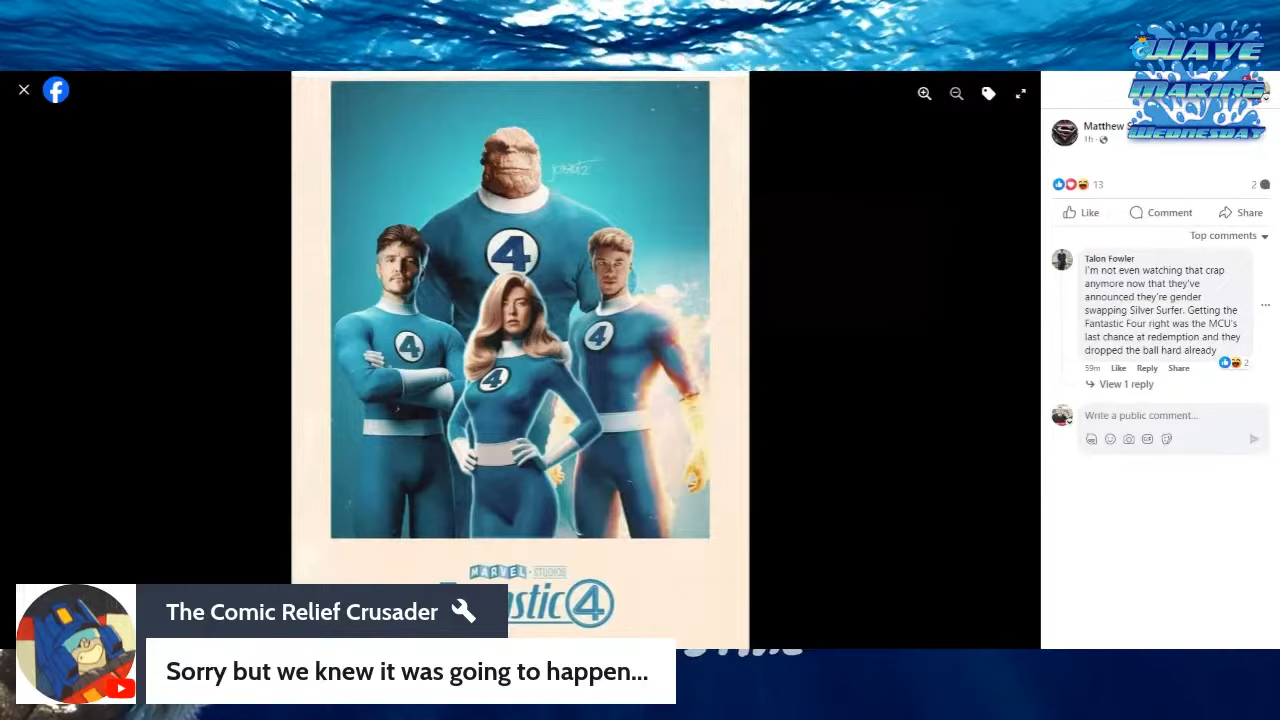 WAVE
MAKING
WEDNESDAY
Matthew
1h
josrotiz
4
4
4
4
13
2
Like
Comment
Share
Top comments
Talon Fowler
I'm not even watching that crap
anymore now that they've
announced they're gender
swapping Silver Surfer. Getting the
Fantastic Four right was the MCU's
last chance at redemption and they
dropped the ball hard already
2
59m Like Reply Share
View 1 reply
Write a public comment...
MARVEL STUDIOS
stic 4
The Comic Relief Crusader
Sorry but we knew it was going to happen...